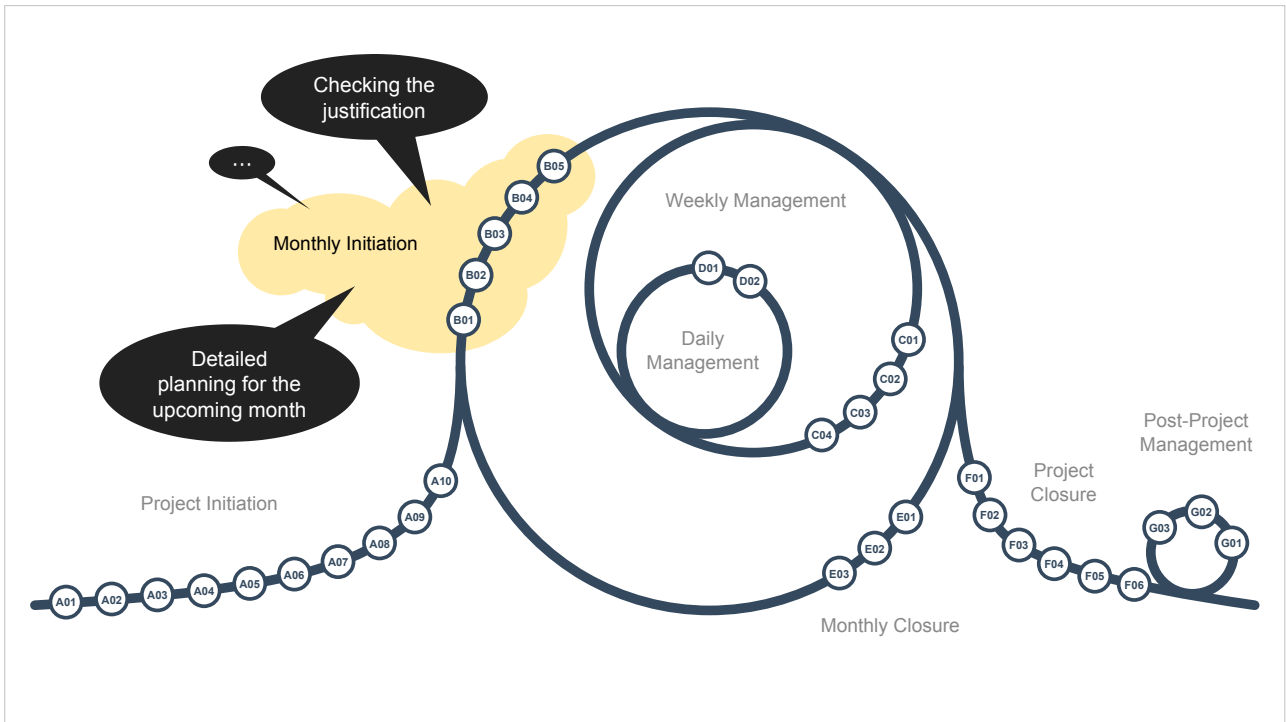 Checking the
justification
...
Monthly Initiation
Detailed
planning for the
upcoming month
B01
B02
B03
B04
B05
Weekly Management
D01
D02
Daily
Management
C01
C02
C03
C04
Project Initiation
A01
A02
A03
A04
A05
A06
A07
A08
A09
A10
E01
E02
E03
Monthly Closure
F01
F02
F03
F04
F05
F06
Project
Closure
Post-Project
Management
G01
G02
G03